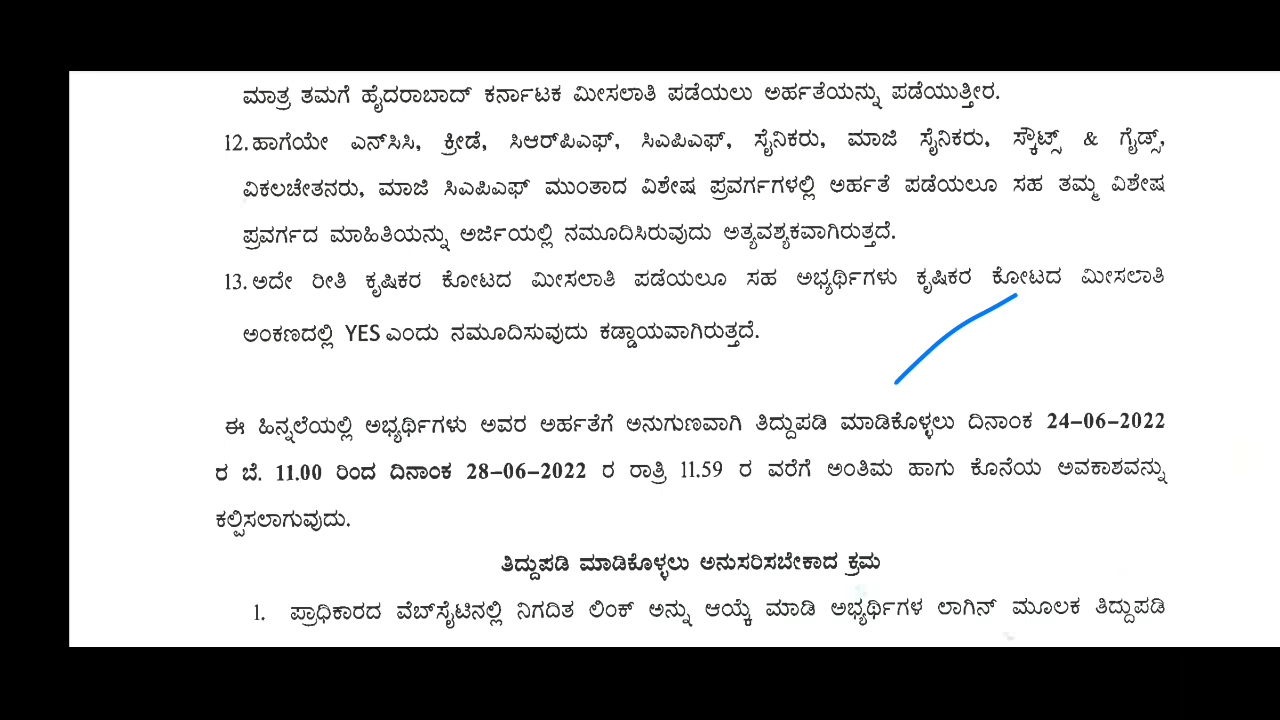 ಮಾತ್ರ ತಮಗೆ ಹೈದರಾಬಾದ್ ಕರ್ನಾಟಕ ಮೀಸಲಾತಿ ಪಡೆಯಲು ಅರ್ಹತೆಯನ್ನು ಪಡೆಯುತ್ತೀರ.
12. ಹಾಗೆಯೇ ಎನ್‌ಸಿಸಿ, ಕ್ರೀಡೆ, ಸಿಆರ್‌ಪಿಎಫ್, ಸಿಎಪಿಎಫ್, ಸೈನಿಕರು, ಮಾಜಿ ಸೈನಿಕರು, ಸ್ಕೌಟ್ಸ್ & ಗೈಡ್ಸ್,
ವಿಕಲಚೇತನರು, ಮಾಜಿ ಸಿಎಪಿಎಫ್ ಮುಂತಾದ ವಿಶೇಷ ಪ್ರವರ್ಗಗಳಲ್ಲಿ ಅರ್ಹತೆ ಪಡೆಯಲೂ ಸಹ ತಮ್ಮ ವಿಶೇಷ
ಪ್ರವರ್ಗದ ಮಾಹಿತಿಯನ್ನು ಅರ್ಜಿಯಲ್ಲಿ ನಮೂದಿಸಿರುವುದು ಅತ್ಯವಶ್ಯಕವಾಗಿರುತ್ತದೆ.
13. ಅದೇ ರೀತಿ ಕೃಷಿಕರ ಕೋಟದ ಮೀಸಲಾತಿ ಪಡೆಯಲೂ ಸಹ ಅಭ್ಯರ್ಥಿಗಳು ಕೃಷಿಕರ ಕೋಟದ ಮೀಸಲಾತಿ
ಅಂಕಣದಲ್ಲಿ YES ಎಂದು ನಮೂದಿಸುವುದು ಕಡ್ಡಾಯವಾಗಿರುತ್ತದೆ.
ಈ ಹಿನ್ನಲೆಯಲ್ಲಿ ಅಭ್ಯರ್ಥಿಗಳು ಅವರ ಅರ್ಹತೆಗೆ ಅನುಗುಣವಾಗಿ ತಿದ್ದುಪಡಿ ಮಾಡಿಕೊಳ್ಳಲು ದಿನಾಂಕ 24-06-2022
ರ ಬೆ. 11.00 ರಿಂದ ದಿನಾಂಕ 28-06-2022 ರ ರಾತ್ರಿ 11.59 ರ ವರೆಗೆ ಅಂತಿಮ ಹಾಗು ಕೊನೆಯ ಅವಕಾಶವನ್ನು
ಕಲ್ಪಿಸಲಾಗುವುದು.
ತಿದ್ದುಪಡಿ ಮಾಡಿಕೊಳ್ಳಲು ಅನುಸರಿಸಬೇಕಾದ ಕ್ರಮ
1. ಪ್ರಾಧಿಕಾರದ ವೆಬ್‌ಸೈಟಿನಲ್ಲಿ ನಿಗದಿತ ಲಿಂಕ್ ಅನ್ನು ಆಯ್ಕೆ ಮಾಡಿ ಅಭ್ಯರ್ಥಿಗಳ ಲಾಗಿನ್ ಮೂಲಕ ತಿದ್ದುಪಡಿ